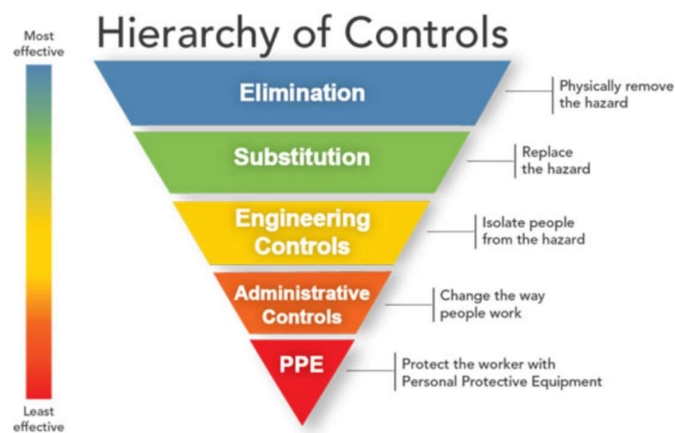 Hierarchy of Controls
Most
effective
Elimination
Physically remove
the hazard
Substitution
Replace
the hazard
Engineering
Controls
Isolate people
from the hazard
Administrative
Controls
Change the way
people work
PPE
Protect the worker with
Personal Protective Equipment
Least
effective